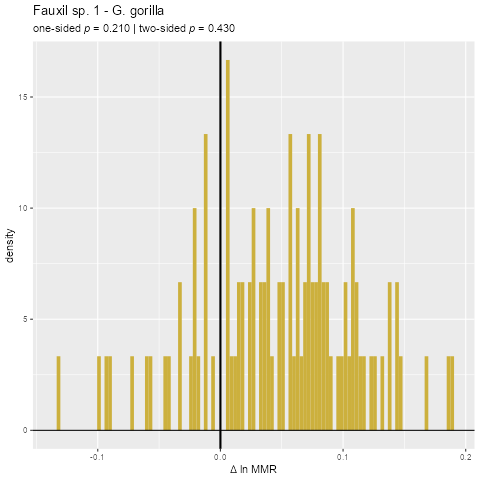 Fauxil sp. 1 - G. gorilla
one-sided p = 0.210 | two-sided p = 0.430
15
10
density
5
0
-0.1 0.0 0.1 0.2
Δ ln MMR